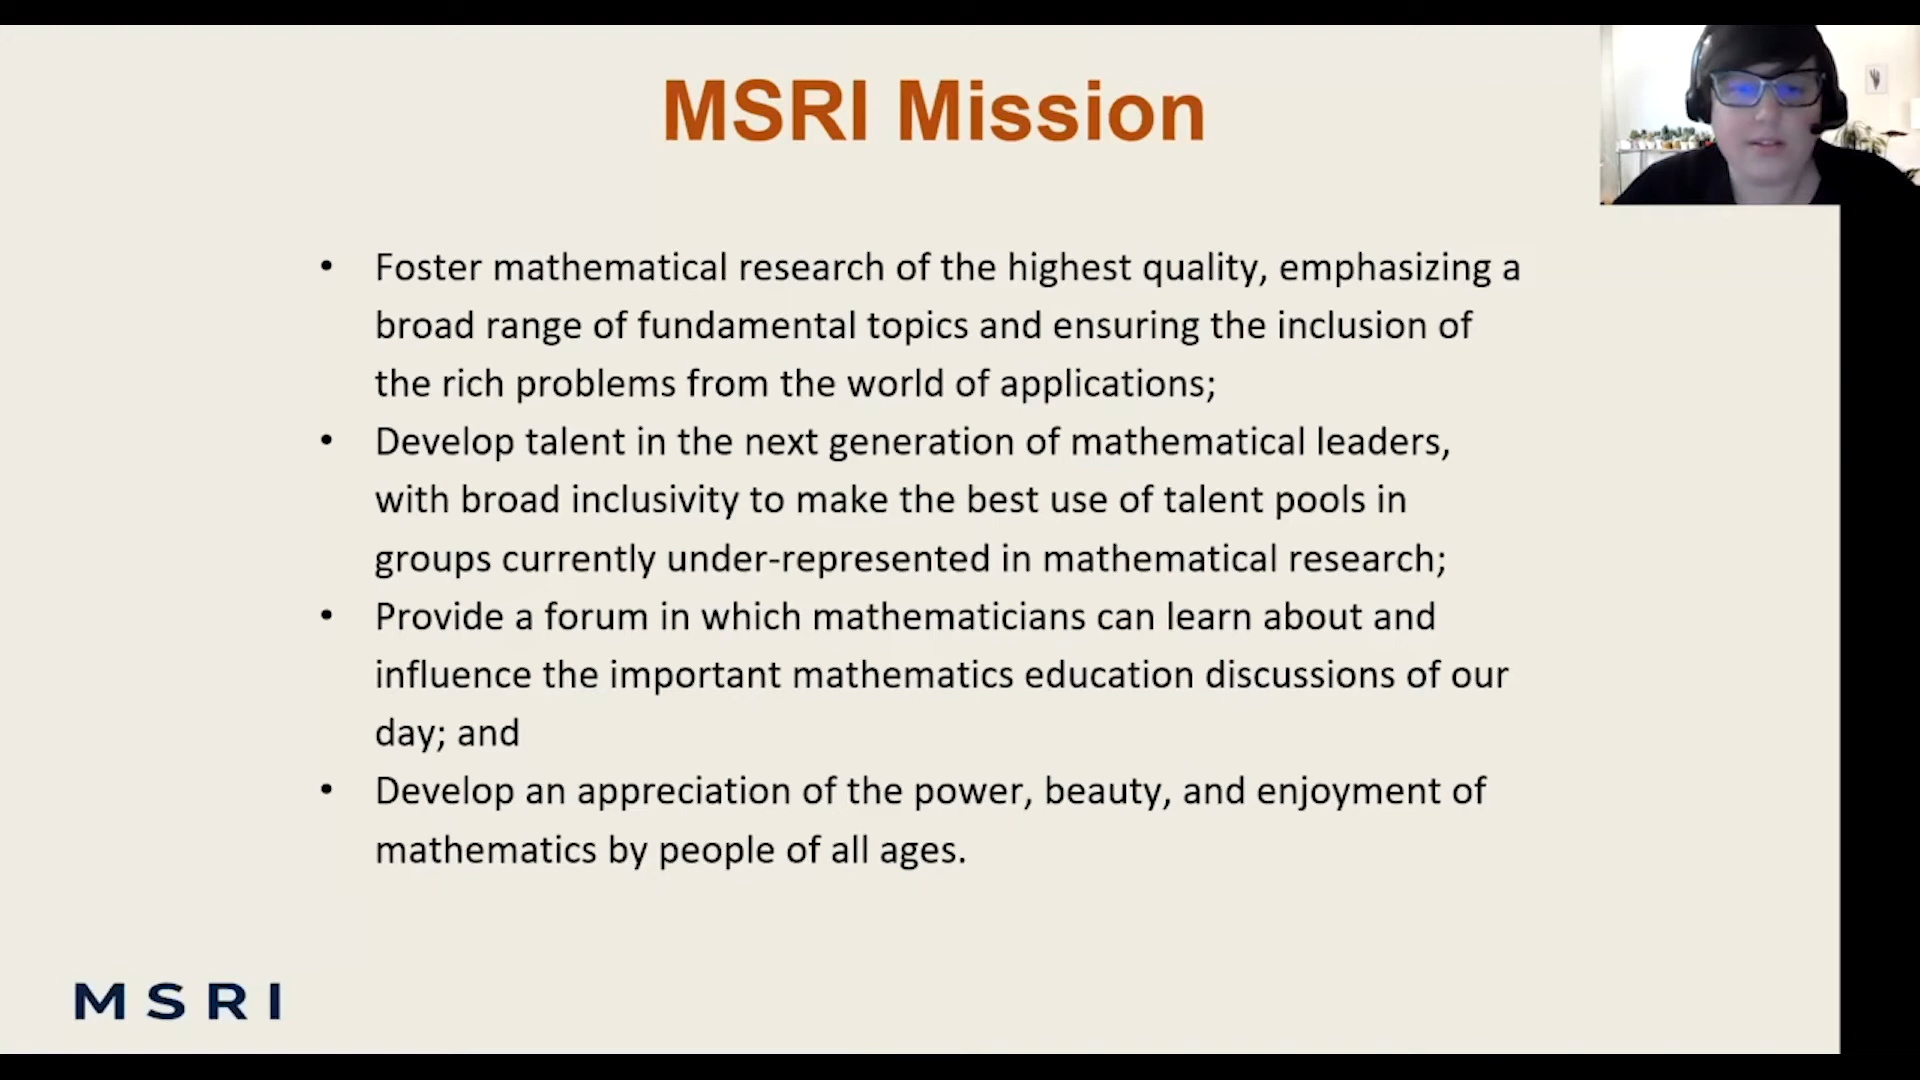 MSRI Mission
• Foster mathematical research of the highest quality, emphasizing a
broad range of fundamental topics and ensuring the inclusion of
the rich problems from the world of applications;
• Develop talent in the next generation of mathematical leaders,
with broad inclusivity to make the best use of talent pools in
groups currently under-represented in mathematical research;
• Provide a forum in which mathematicians can learn about and
influence the important mathematics education discussions of our
day; and
• Develop an appreciation of the power, beauty, and enjoyment of
mathematics by people of all ages.
MSRI